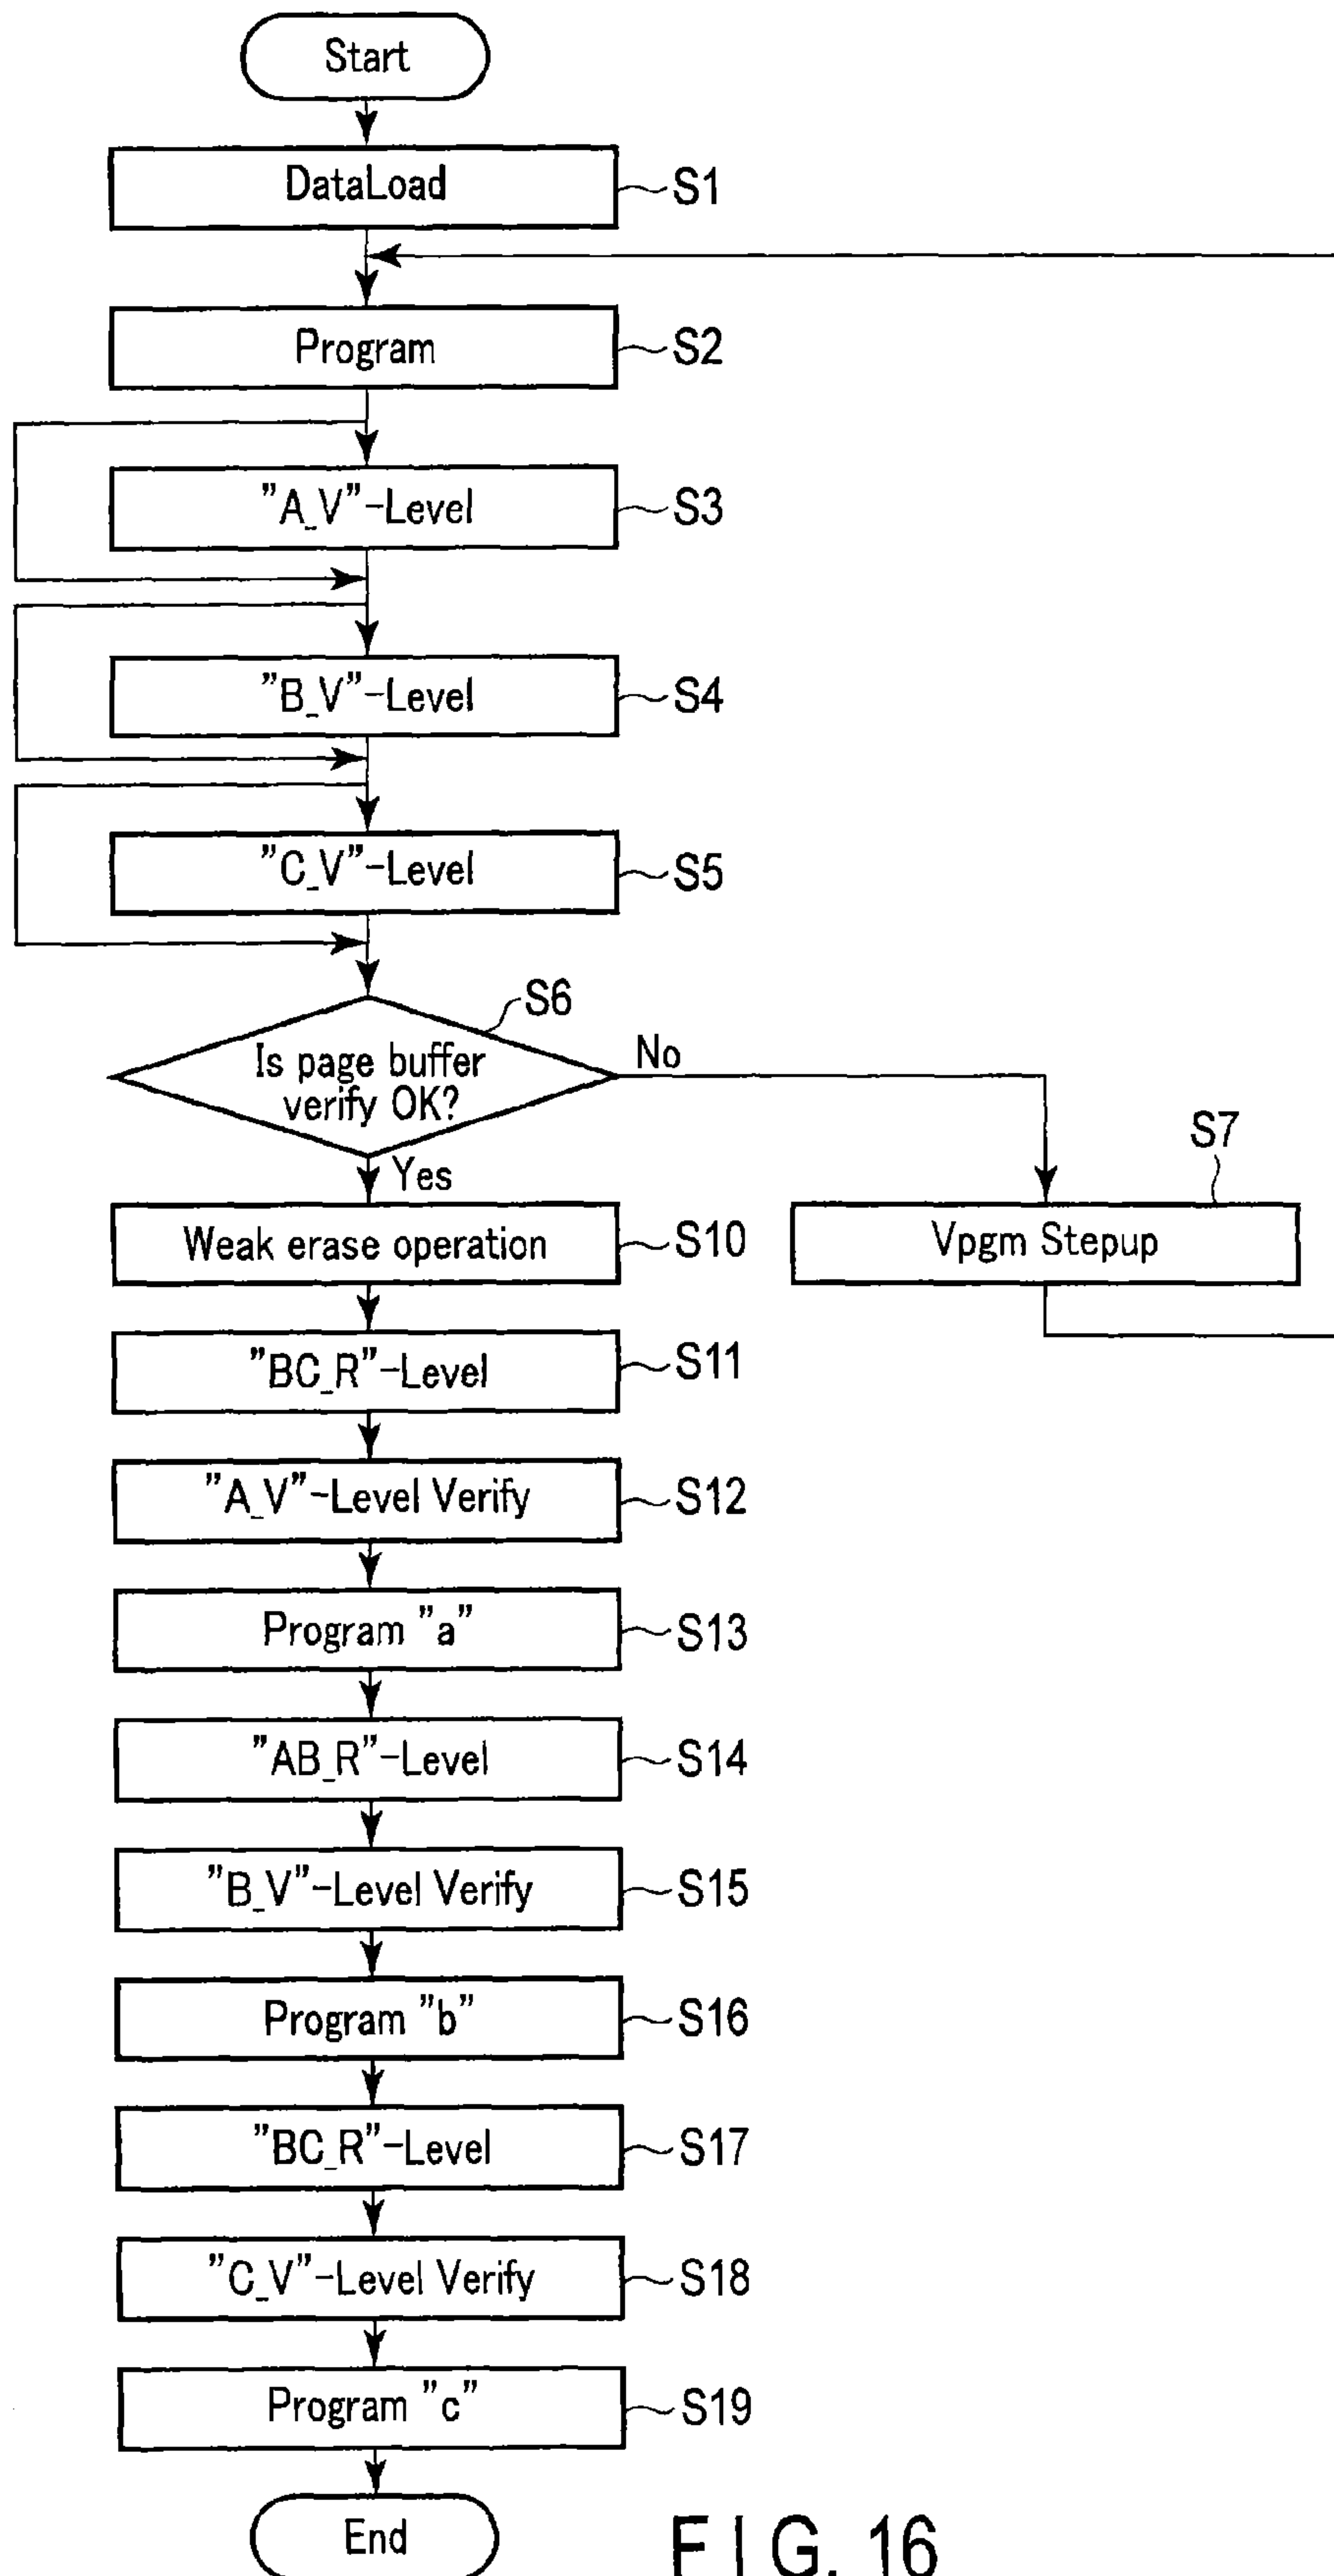 Start
DataLoad
S1
Program
S2
"A_V"-Level
S3
"B_V"-Level
S4
"C_V"-Level
S5
S6
Is page buffer
verify OK?
No
Yes
S7
Weak erase operation
S10
Vpgm Stepup
"BC_R"-Level
S11
"A_V"-Level Verify
S12
Program "a"
S13
"AB_R"-Level
S14
"B_V"-Level Verify
S15
Program "b"
S16
"BC_R"-Level
S17
"C_V"-Level Verify
S18
Program "c"
S19
End
FIG. 16